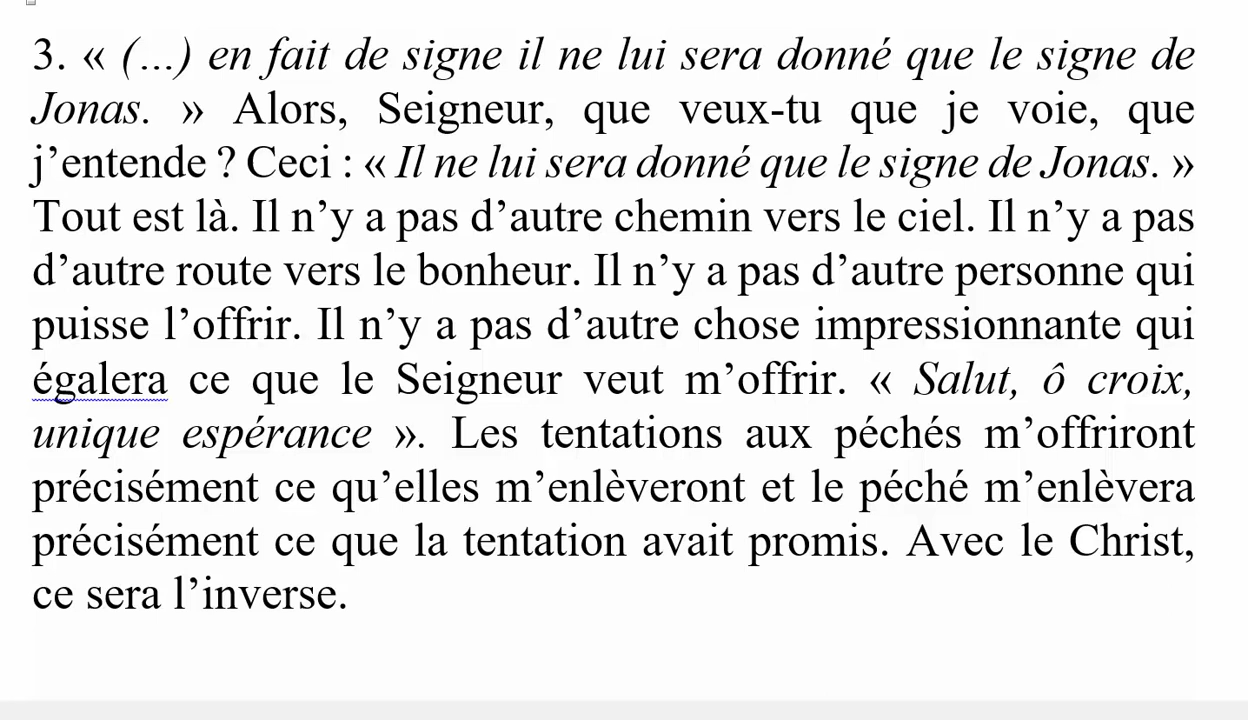 3. « (...) en fait de signe il ne lui sera donné que le signe de
Jonas. » Alors, Seigneur, que veux-tu que je voie, que
j’entende ? Ceci : « Il ne lui sera donné que le signe de Jonas. »
Tout est là. Il n’y a pas d’autre chemin vers le ciel. Il n’y a pas
d’autre route vers le bonheur. Il n’y a pas d’autre personne qui
puisse l’offrir. Il n’y a pas d’autre chose impressionnante qui
égalera ce que le Seigneur veut m’offrir. « Salut, ô croix,
unique espérance ». Les tentations aux péchés m’offriront
précisément ce qu’elles m’enlèveront et le péché m’enlèvera
précisément ce que la tentation avait promis. Avec le Christ,
ce sera l’inverse.